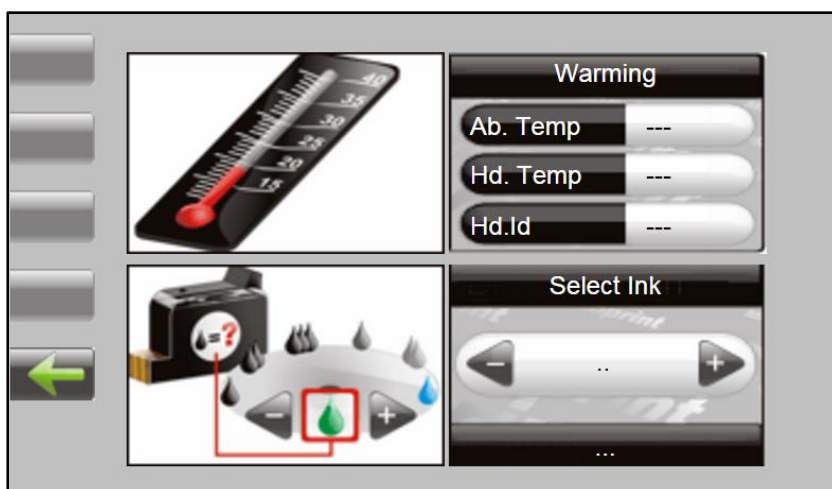 40
35
30
25
20
15
Warming
Ab. Temp ---
Hd. Temp ---
Hd.Id ---
=?
Select Ink
- .. +
- +
...